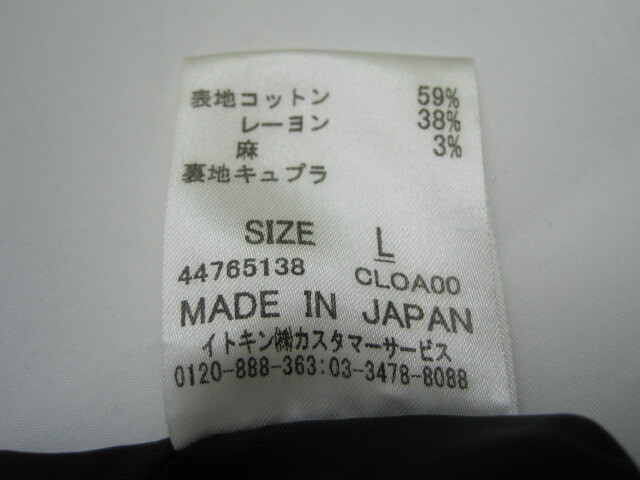 表地コットン 59%
レーヨン 38%
麻 3%
裏地キュプラ
SIZE L
44765138 CLOA00
MADE IN JAPAN
イトキン㈱カスタマーサービス
0120-888-363:03-3478-8088